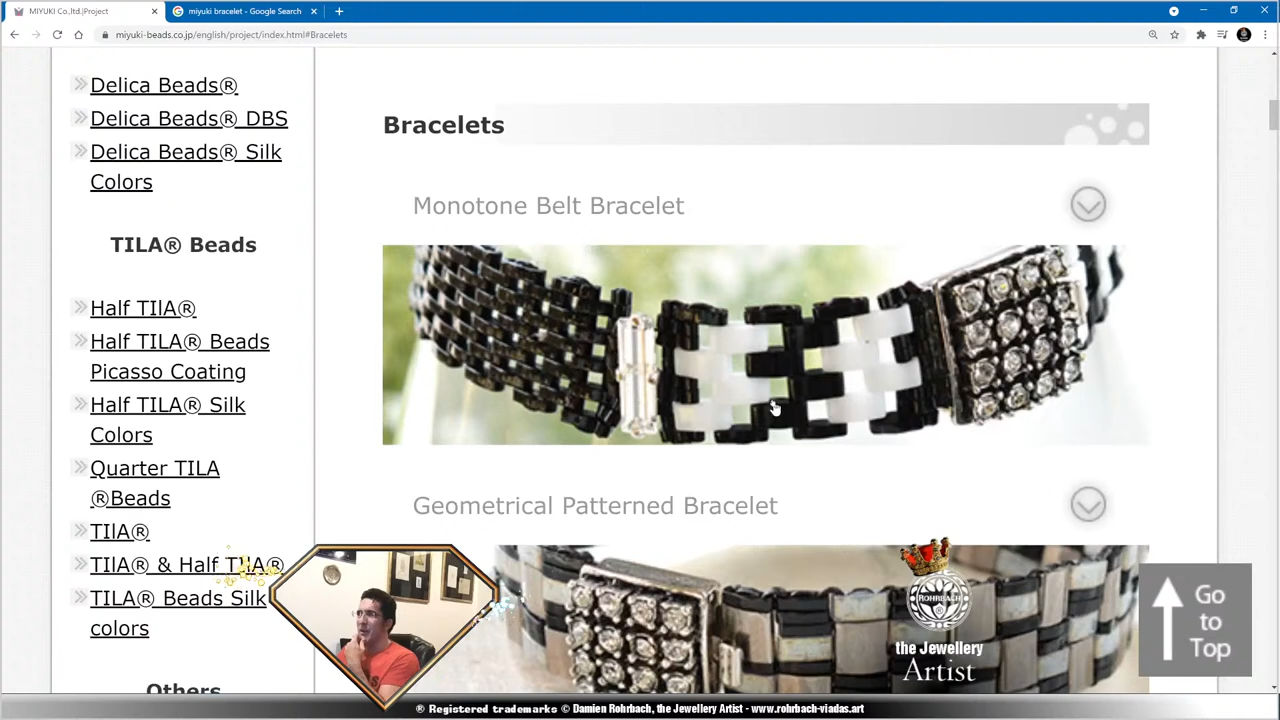 MIYUKI Co.,ltd.|Project
miyuki bracelet - Google Search
miyuki-beads.co.jp/english/project/index.html#Bracelets
Delica Beads®
Delica Beads® DBS
Delica Beads® Silk
Colors
TILA® Beads
Half TIlA®
Half TILA® Beads
Picasso Coating
Half TILA® Silk
Colors
Quarter TILA
®Beads
TIlA®
TIlA® & Half TIlA®
TILA® Beads Silk
colors
Others
Bracelets
Monotone Belt Bracelet
Geometrical Patterned Bracelet
Go
to
Top
ROHRBACH
the Jewellery
Artist
® Registered trademarks © Damien Rohrbach, the Jewellery Artist - www.rohrbach-viadas.art